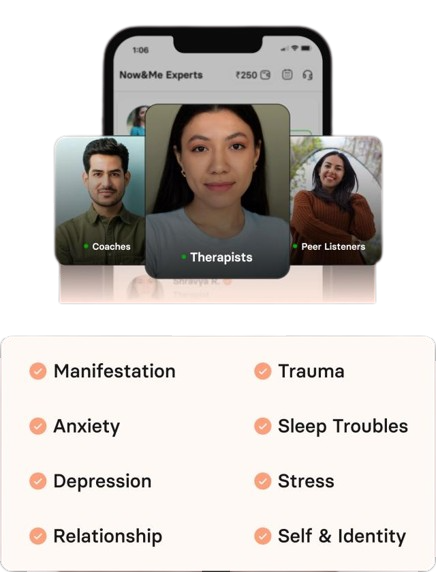 1:06
Now&Me Experts ₹250
Coaches
Therapists
Peer Listeners
Shravya R.
Manifestation
Trauma
Anxiety
Sleep Troubles
Depression
Stress
Relationship
Self & Identity